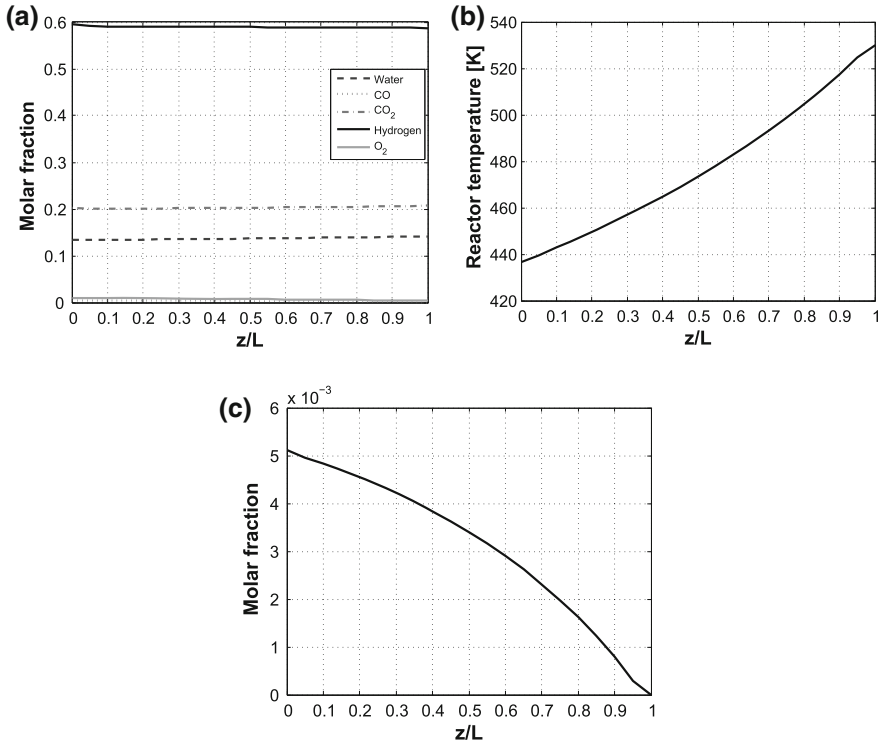 (a)
0.6
0.5
0.4
0.3
0.2
0.1
0
Molar fraction
0 0.1 0.2 0.3 0.4 0.5 0.6 0.7 0.8 0.9 1
z/L
Water
CO
CO2
Hydrogen
O2
(b)
540
520
500
480
460
440
420
Reactor temperature [K]
0 0.1 0.2 0.3 0.4 0.5 0.6 0.7 0.8 0.9 1
z/L
(c)
x 10−3
6
5
4
3
2
1
0
Molar fraction
0 0.1 0.2 0.3 0.4 0.5 0.6 0.7 0.8 0.9 1
z/L